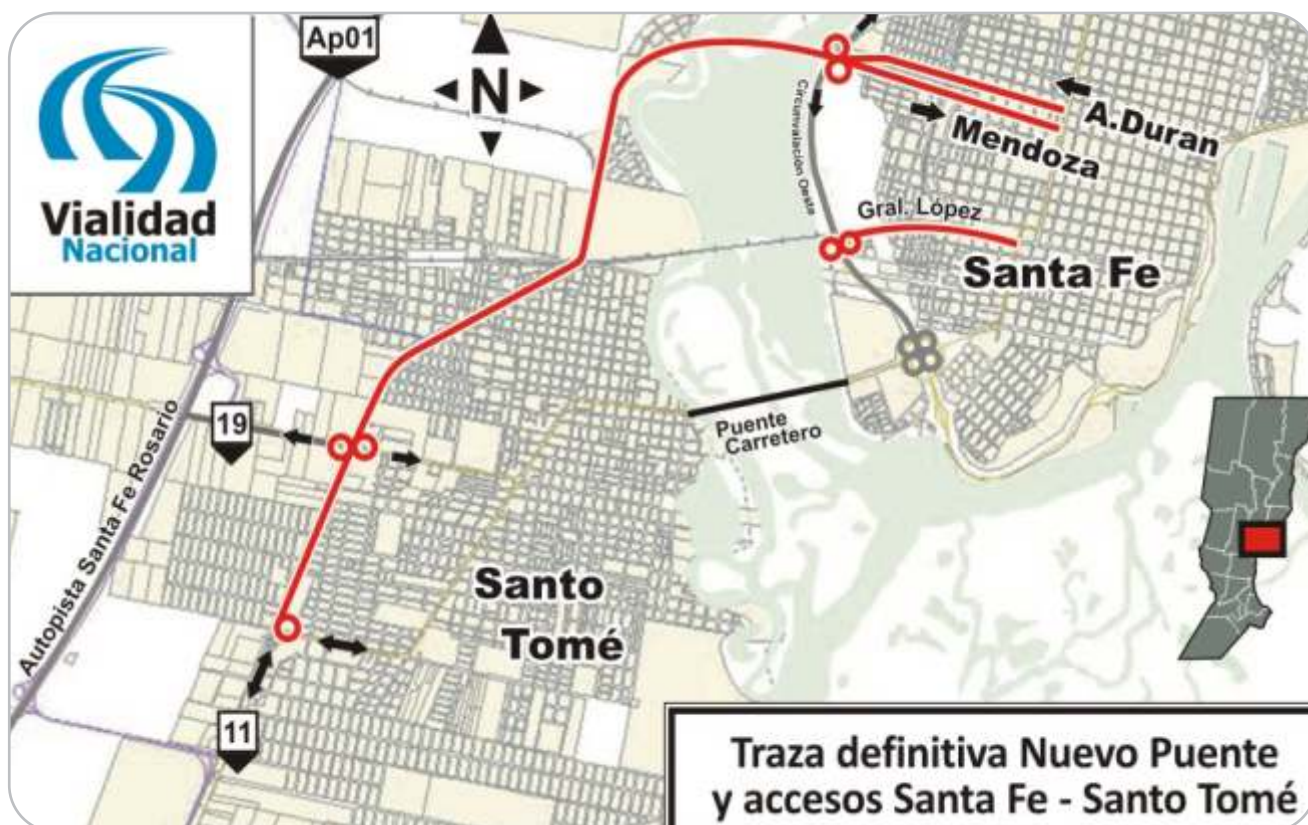 Ap01
N
Vialidad
Nacional
A.Duran
Mendoza
Circunvalación Oeste
Gral. López
Santa Fe
Puente
Carretero
19
Autopista Santa Fe Rosario
Santo
Tomé
11
Traza definitiva Nuevo Puente
y accesos Santa Fe - Santo Tomé